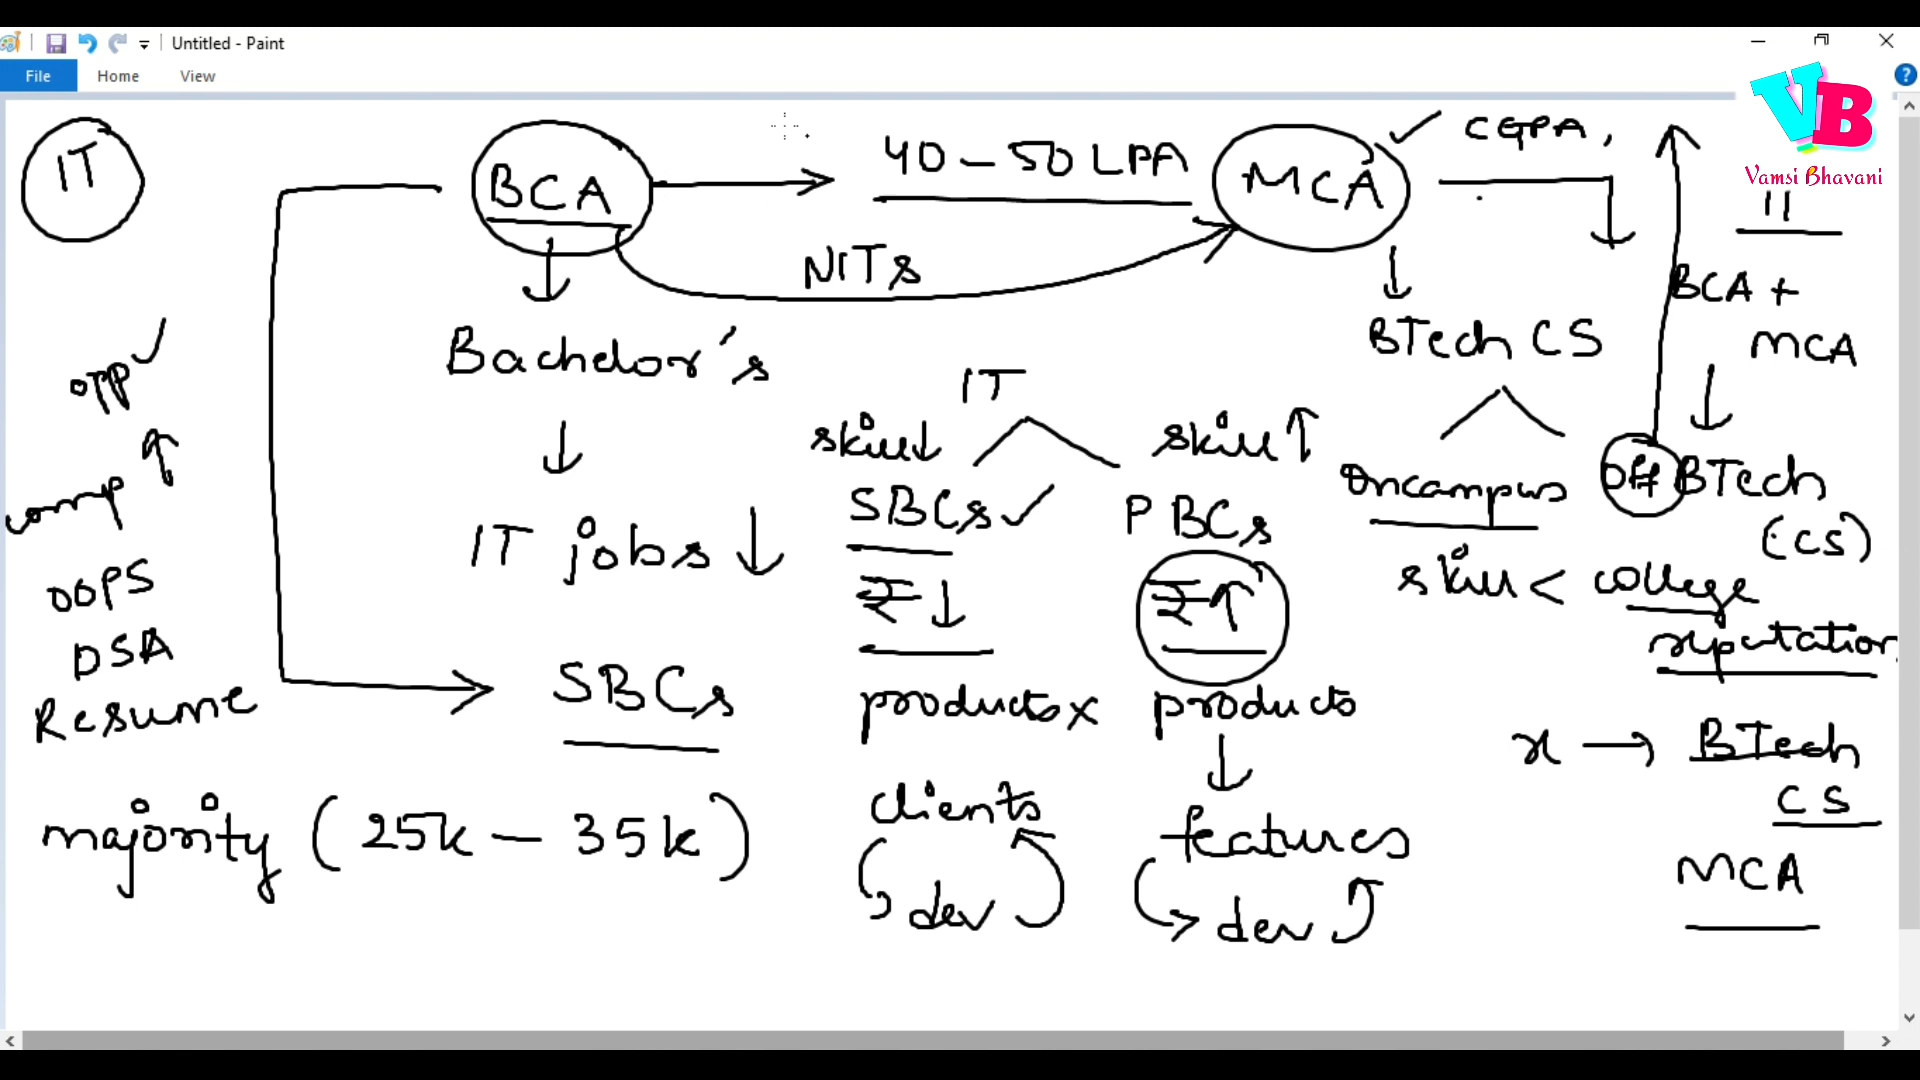 Untitled - Paint
File Home View
VB
Vamsi Bhavani
IT
BCA
40 - 50 LPA
MCA
CGPA,
11
NITs
BCA +
MCA
Bachelor's
BTech CS
opp
IT
skill
skill
comp
SBCs
PBCs
Oncampus
Off
BTech
(CS)
IT jobs
OOPS
₹
₹
skill < college
reputation
DSA
SBCs
products x
products
Resume
x → BTech
CS
majority (25k - 35k)
clients
features
MCA
dev
dev